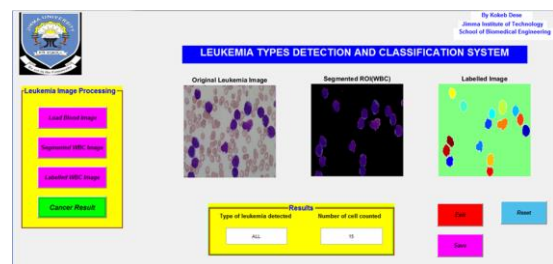 By Kokeb Dese
Jimma Institute of Technology
School of Biomedical Engineering
LEUKEMIA TYPES DETECTION AND CLASSIFICATION SYSTEM
Leukemia Image Processing
Load Blood Image
Segmented WBC Image
Labelled WBC Image
Cancer Result
Original Leukemia Image
Segmented ROI(WBC)
Labelled Image
Results
Type of leukemia detected
Number of cell counted
ALL
15
Exit
Reset
Save